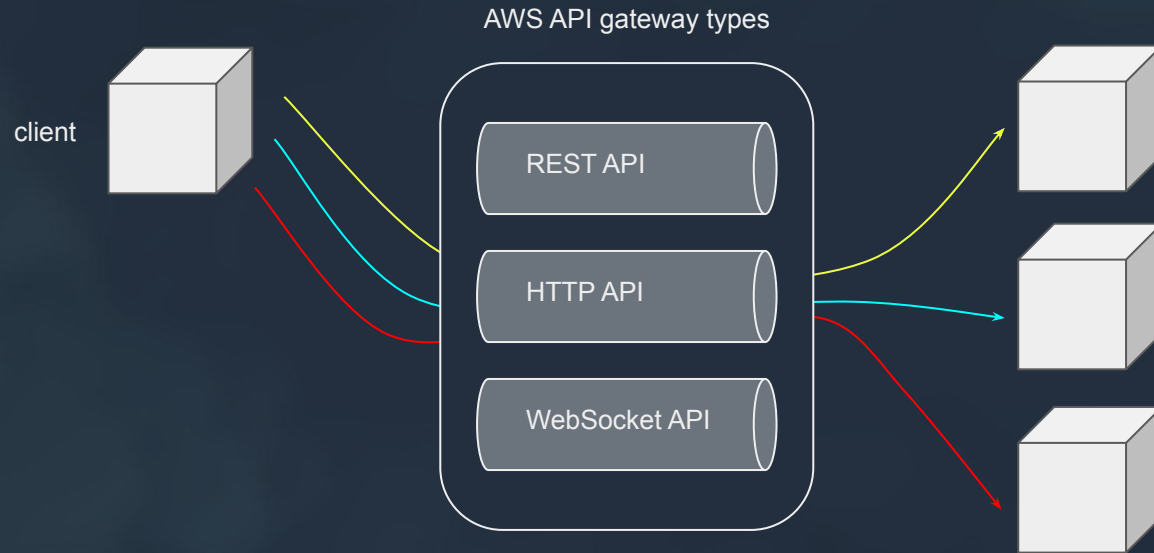 AWS API gateway types
client
REST API
HTTP API
WebSocket API